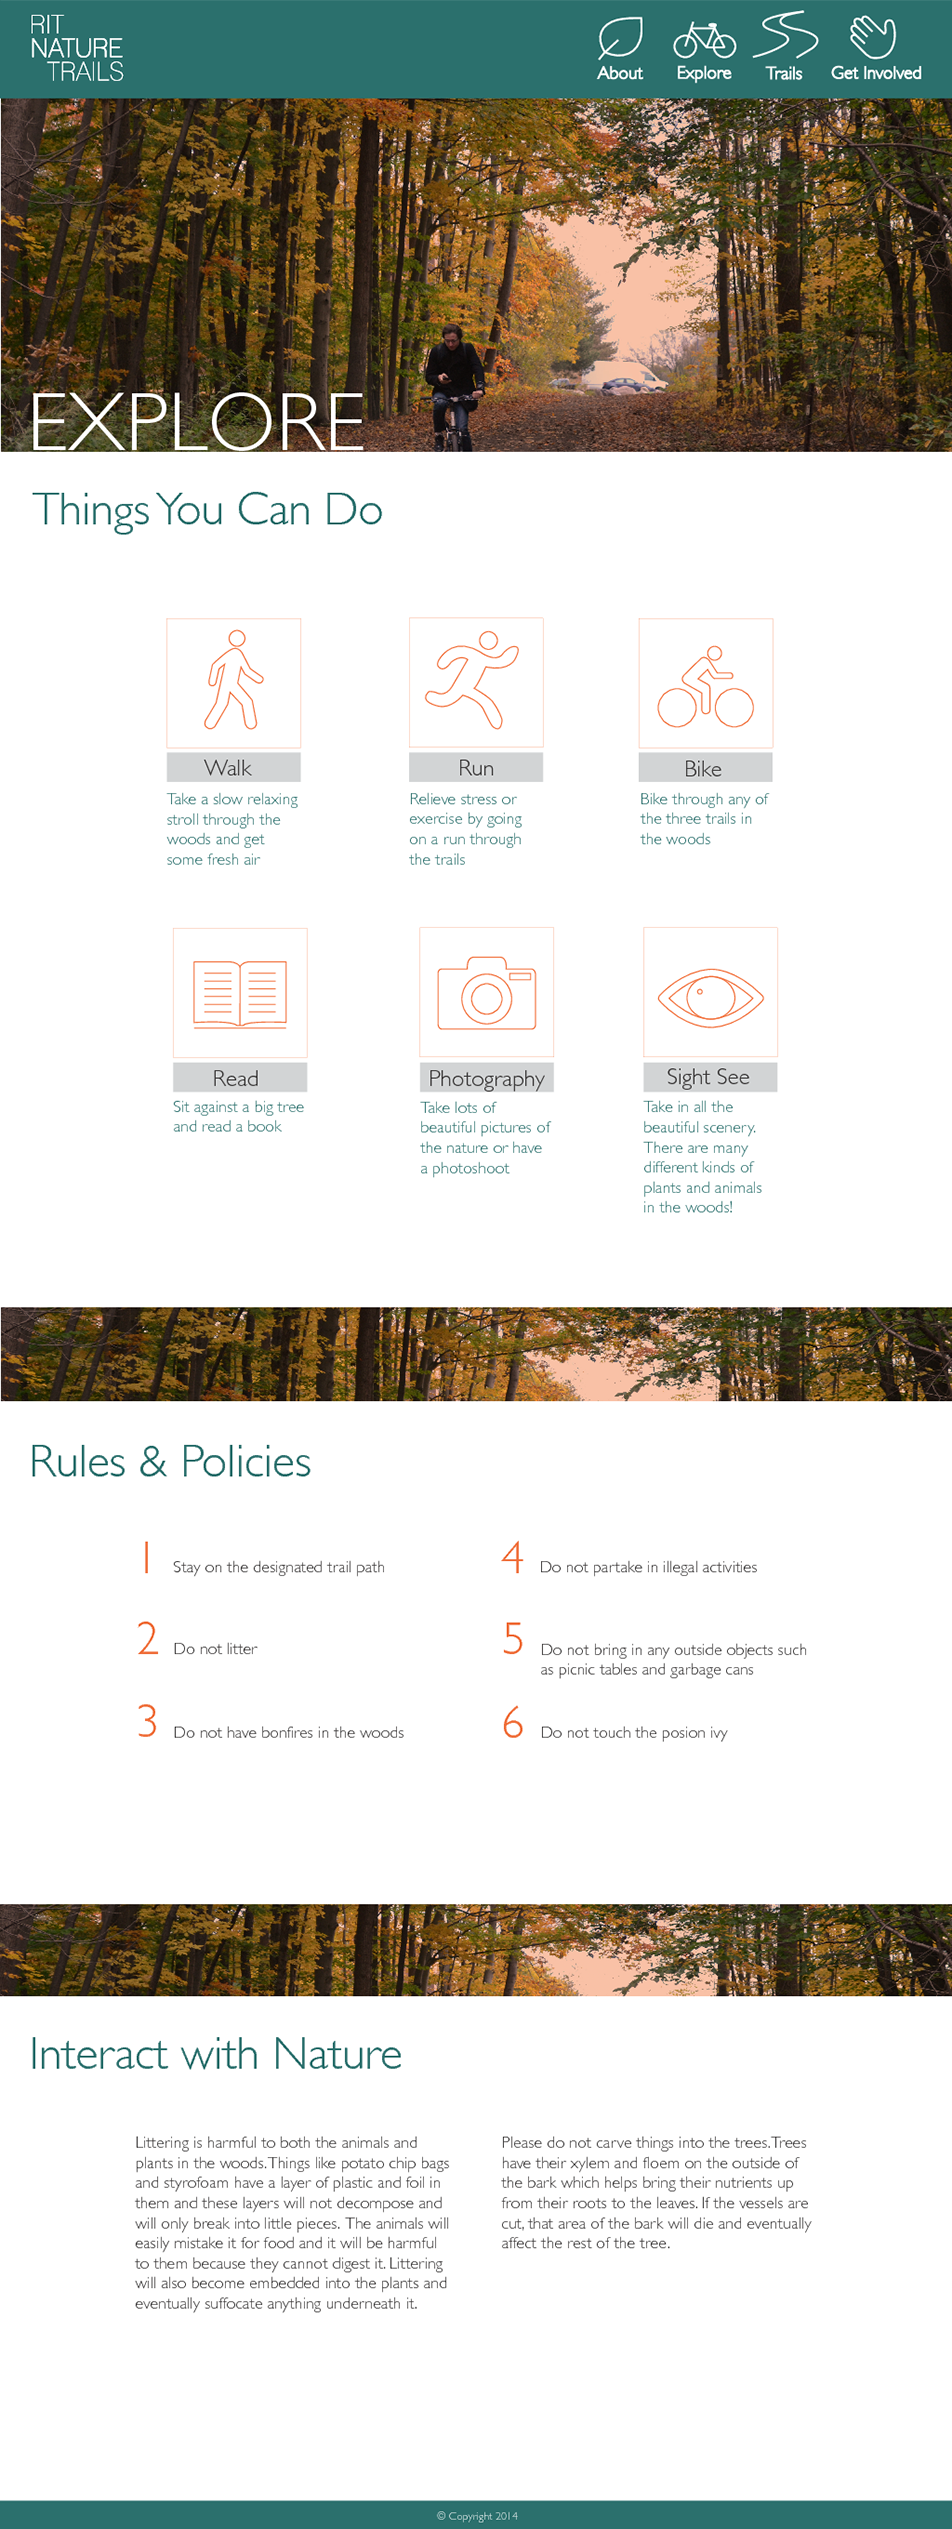 RIT
NATURE
TRAILS
About
Explore
Trails
Get Involved
EXPLORE
Things You Can Do
Walk
Take a slow relaxing
stroll through the
woods and get
some fresh air
Run
Relieve stress or
exercise by going
on a run through
the trails
Bike
Bike through any of
the three trails in
the woods
Read
Sit against a big tree
and read a book
Photography
Take lots of
beautiful pictures of
the nature or have
a photoshoot
Sight See
Take in all the
beautiful scenery.
There are many
different kinds of
plants and animals
in the woods!
Rules & Policies
1 Stay on the designated trail path
2 Do not litter
3 Do not have bonfires in the woods
4 Do not partake in illegal activities
5 Do not bring in any outside objects such
as picnic tables and garbage cans
6 Do not touch the posion ivy
Interact with Nature
Littering is harmful to both the animals and
plants in the woods. Things like potato chip bags
and styrofoam have a layer of plastic and foil in
them and these layers will not decompose and
will only break into little pieces. The animals will
easily mistake it for food and it will be harmful
to them because they cannot digest it. Littering
will also become embedded into the plants and
eventually suffocate anything underneath it.
Please do not carve things into the trees. Trees
have their xylem and floem on the outside of
the bark which helps bring their nutrients up
from their roots to the leaves. If the vessels are
cut, that area of the bark will die and eventually
affect the rest of the tree.
© Copyright 2014